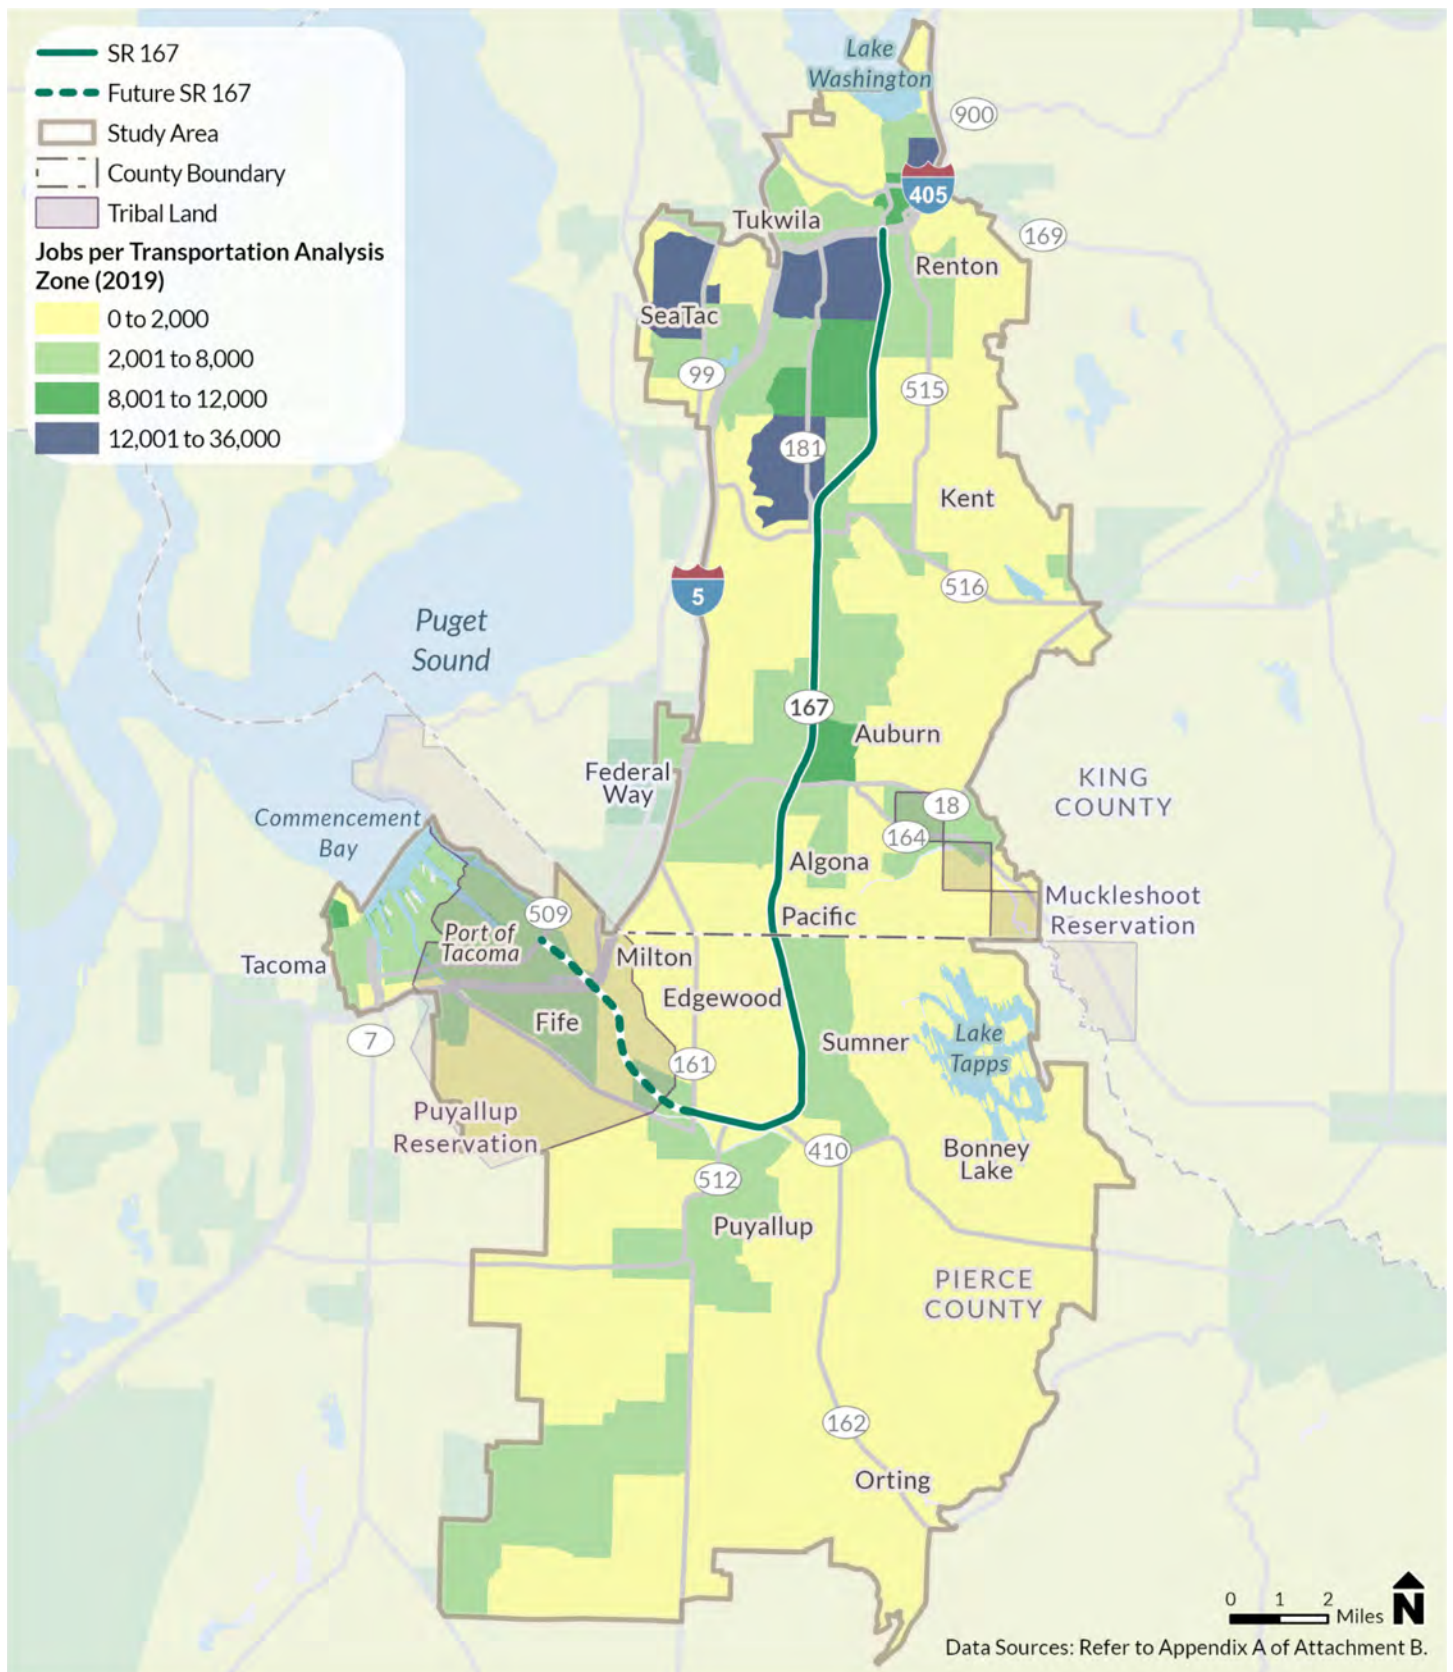 SR 167
Future SR 167
Study Area
County Boundary
Tribal Land
Jobs per Transportation Analysis
Zone (2019)
0 to 2,000
2,001 to 8,000
8,001 to 12,000
12,001 to 36,000
Lake
Washington
900
405
Tukwila
169
Renton
SeaTac
99
515
181
Kent
516
5
Puget
Sound
167
Auburn
Federal
Way
KING
COUNTY
Commencement
Bay
18
164
Algona
Muckleshoot
Reservation
509
Pacific
Port of
Tacoma
Tacoma
Milton
Edgewood
Fife
7
Sumner
Lake
Tapps
161
Puyallup
Reservation
410
Bonney
Lake
512
Puyallup
PIERCE
COUNTY
162
Orting
0 1 2
Miles
N
Data Sources: Refer to Appendix A of Attachment B.